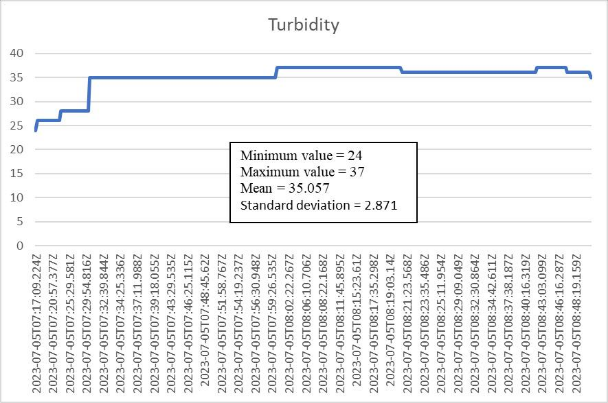 Turbidity
40
35
30
25
20
15
10
5
0
Minimum value = 24
Maximum value = 37
Mean = 35.057
Standard deviation = 2.871
2023-07-05T07:17:09.224Z
2023-07-05T07:20:57.377Z
2023-07-05T07:25:29.581Z
2023-07-05T07:29:54.816Z
2023-07-05T07:32:39.844Z
2023-07-05T07:34:25.336Z
2023-07-05T07:37:11.988Z
2023-07-05T07:39:18.055Z
2023-07-05T07:43:29.535Z
2023-07-05T07:46:25.115Z
2023-07-05T07:48:45.62Z
2023-07-05T07:51:58.767Z
2023-07-05T07:54:19.237Z
2023-07-05T07:56:30.948Z
2023-07-05T07:59:26.535Z
2023-07-05T08:02:22.267Z
2023-07-05T08:06:10.706Z
2023-07-05T08:08:22.168Z
2023-07-05T08:11:45.895Z
2023-07-05T08:15:23.61Z
2023-07-05T08:17:35.298Z
2023-07-05T08:19:03.14Z
2023-07-05T08:21:23.568Z
2023-07-05T08:23:35.486Z
2023-07-05T08:25:11.954Z
2023-07-05T08:29:09.049Z
2023-07-05T08:32:30.864Z
2023-07-05T08:34:42.611Z
2023-07-05T08:37:38.187Z
2023-07-05T08:40:16.319Z
2023-07-05T08:43:03.099Z
2023-07-05T08:46:16.287Z
2023-07-05T08:48:19.159Z